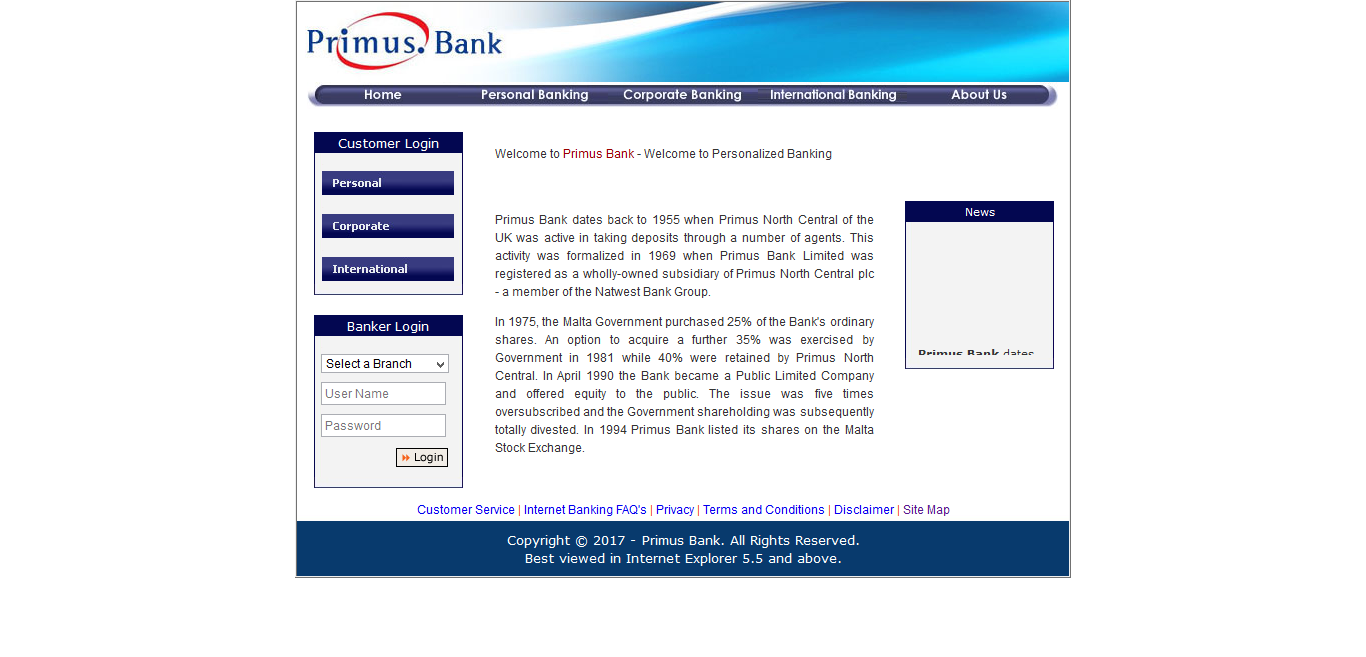 Primus. Bank
Home Personal Banking Corporate Banking International Banking About Us
Customer Login
Personal
Corporate
International
Banker Login
Select a Branch
User Name
Password
Login
Welcome to Primus Bank - Welcome to Personalized Banking
Primus Bank dates back to 1955 when Primus North Central of the
UK was active in taking deposits through a number of agents. This
activity was formalized in 1969 when Primus Bank Limited was
registered as a wholly-owned subsidiary of Primus North Central plc
- a member of the Natwest Bank Group.
In 1975, the Malta Government purchased 25% of the Bank's ordinary
shares. An option to acquire a further 35% was exercised by
Government in 1981 while 40% were retained by Primus North
Central. In April 1990 the Bank became a Public Limited Company
and offered equity to the public. The issue was five times
oversubscribed and the Government shareholding was subsequently
totally divested. In 1994 Primus Bank listed its shares on the Malta
Stock Exchange.
News
Primus Bank dates
Customer Service | Internet Banking FAQ's | Privacy | Terms and Conditions | Disclaimer | Site Map
Copyright © 2017 - Primus Bank. All Rights Reserved.
Best viewed in Internet Explorer 5.5 and above.